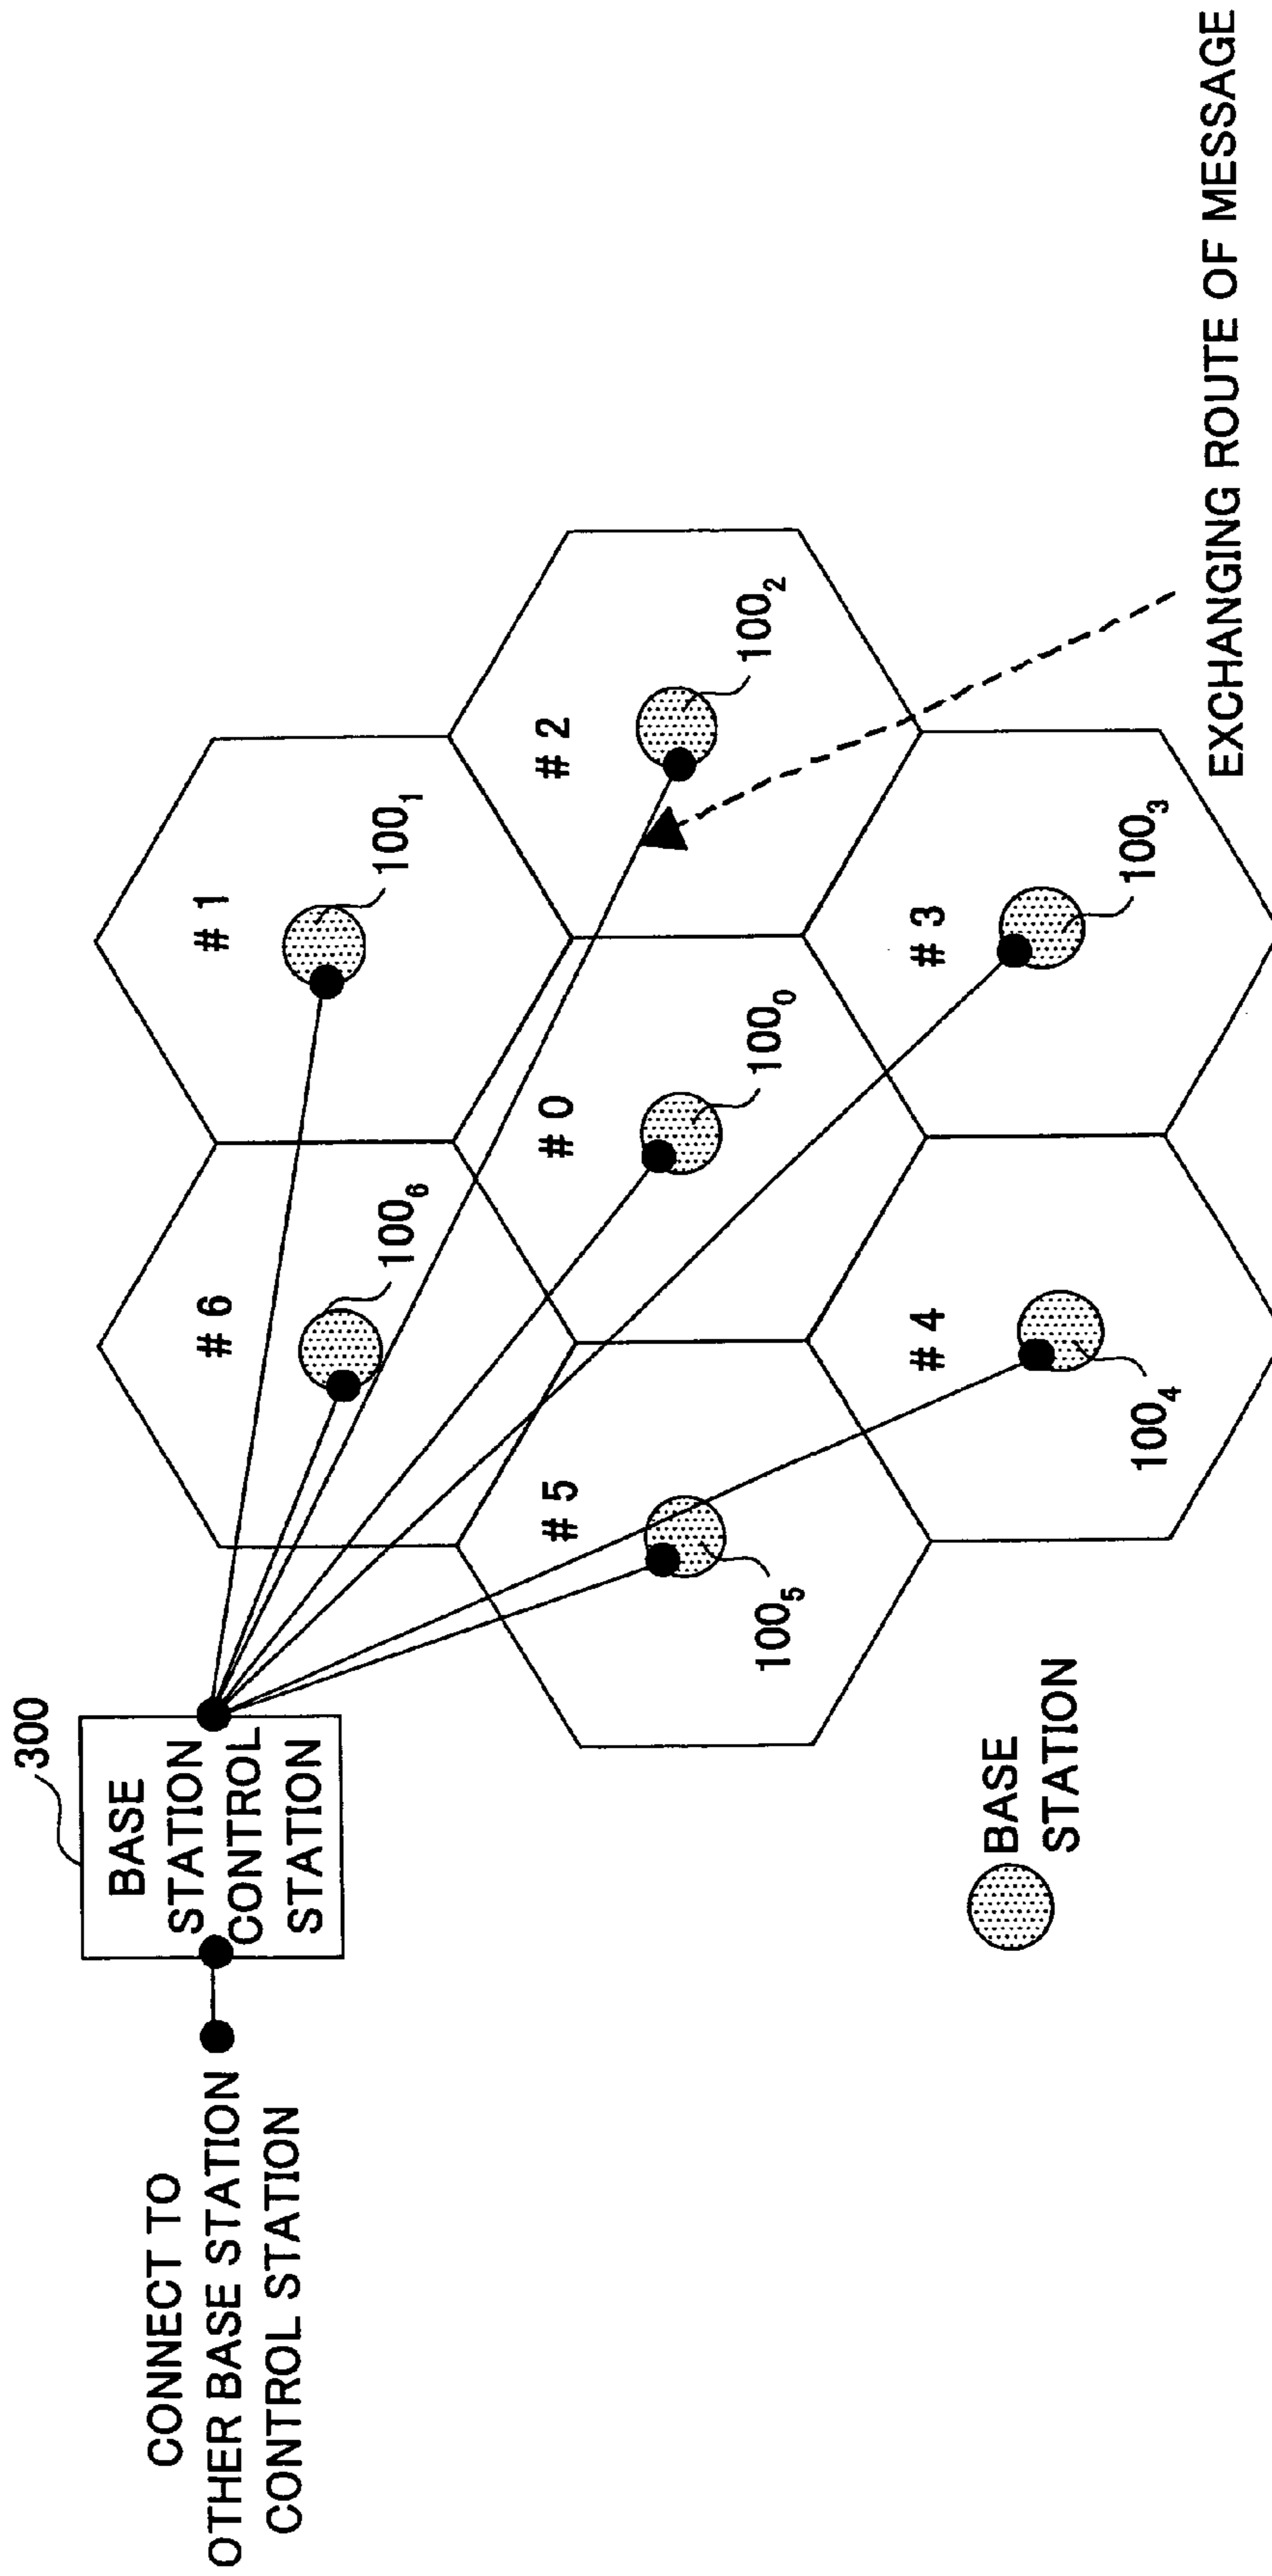 300
BASE
STATION
CONTROL
STATION
CONNECT TO
OTHER BASE STATION
CONTROL STATION
# 6
100₆
# 1
100₁
# 5
100₅
# 0
100₀
# 2
100₂
# 4
100₄
# 3
100₃
BASE
STATION
EXCHANGING ROUTE OF MESSAGE